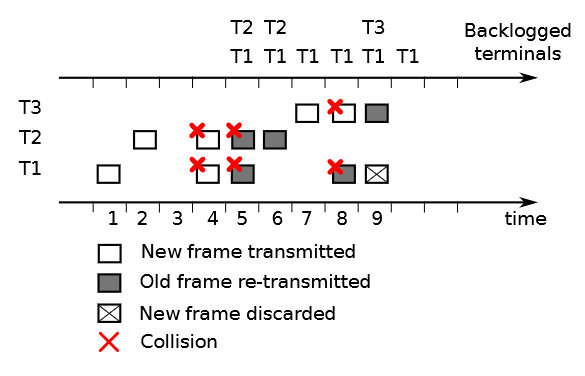 T2 T2 T3 Backlogged
T1 T1 T1 T1 T1 T1 terminals
T3
T2
T1
1 2 3 4 5 6 7 8 9 time
New frame transmitted
Old frame re-transmitted
New frame discarded
Collision